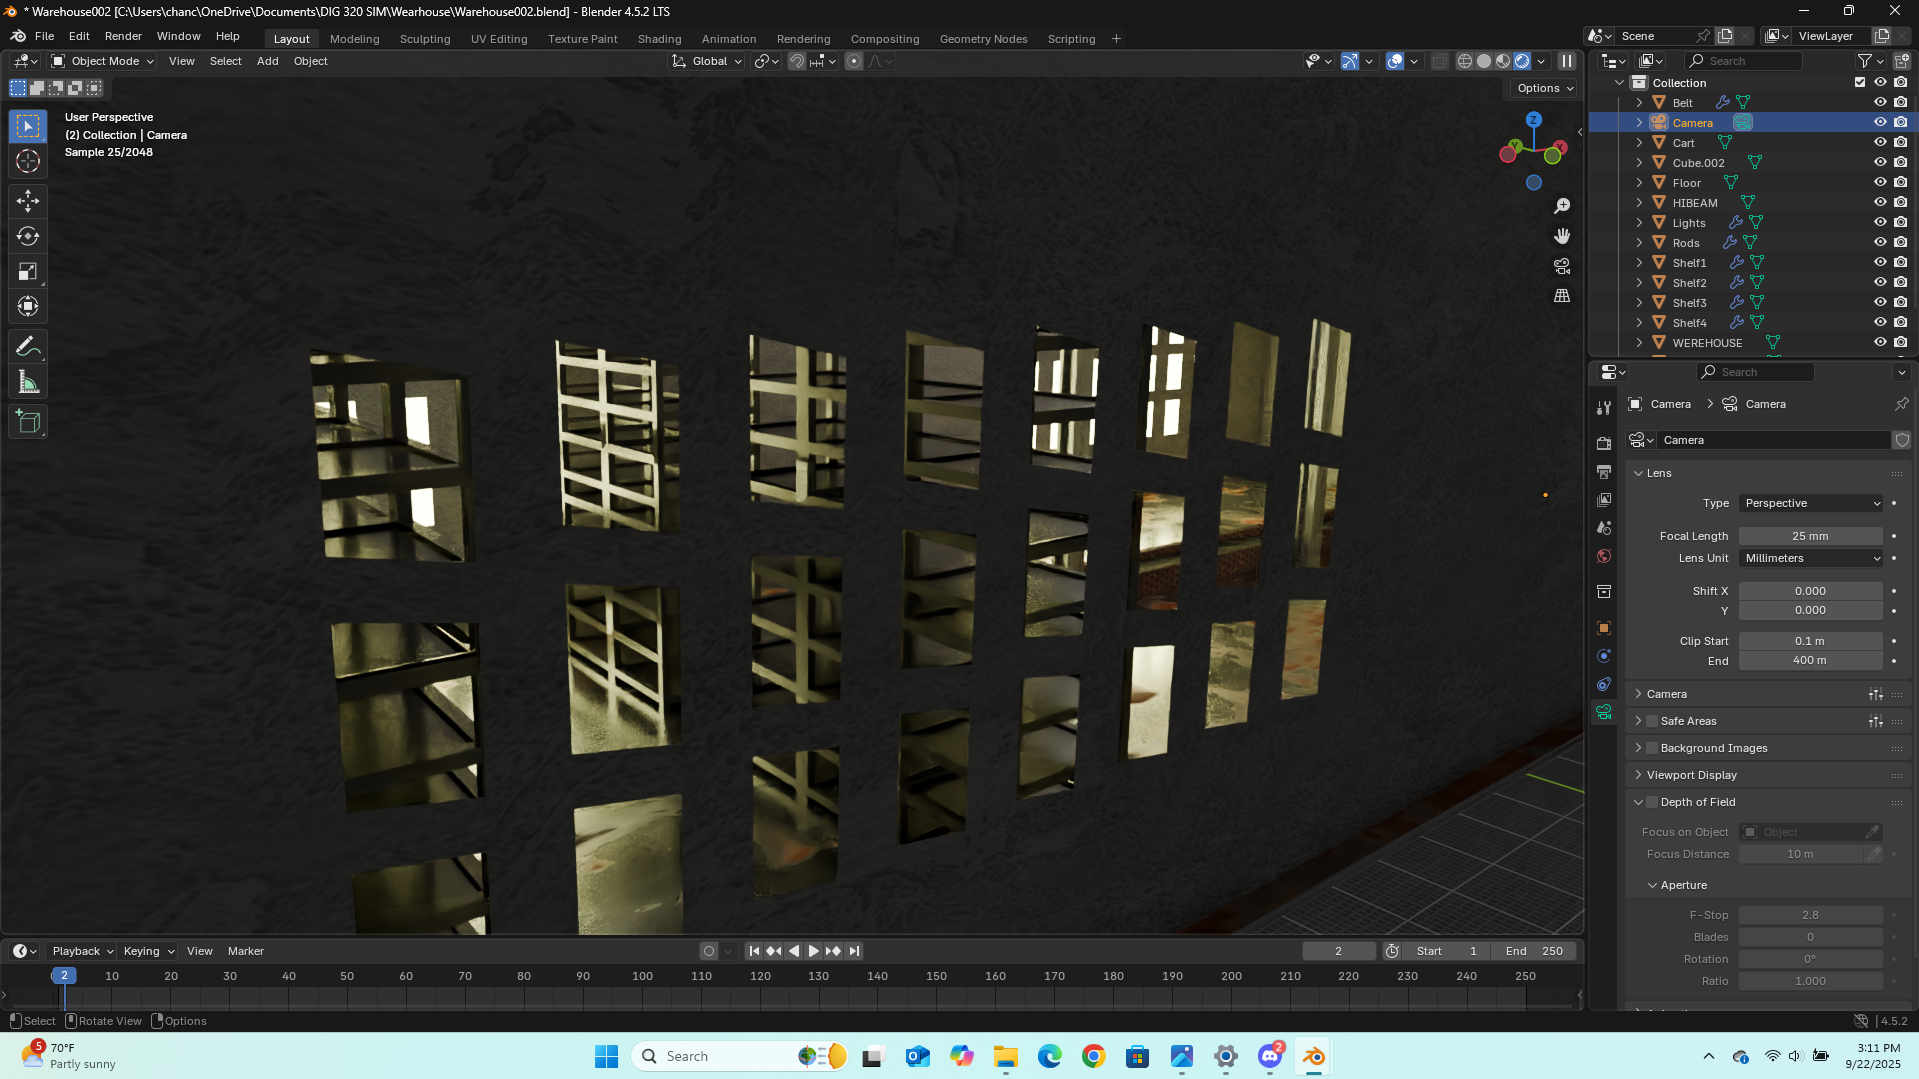 * Warehouse002 [C:\Users\chanc\OneDrive\Documents\DIG 320 SIM\Wearhouse\Warehouse002.blend] - Blender 4.5.2 LTS
File Edit Render Window Help Layout Modeling Sculpting UV Editing Texture Paint Shading Animation Rendering Compositing Geometry Nodes Scripting + Scene ViewLayer
Object Mode View Select Add Object Global Search
Options
User Perspective
(2) Collection | Camera
Sample 25/2048
Z
Y
X
Collection
Belt
Camera
Cart
Cube.002
Floor
HIBEAM
Lights
Rods
Shelf1
Shelf2
Shelf3
Shelf4
WEREHOUSE
Search
Camera > Camera
Camera
Lens
Type Perspective
Focal Length 25 mm
Lens Unit Millimeters
Shift X 0.000
Y 0.000
Clip Start 0.1 m
End 400 m
Camera
Safe Areas
Background Images
Viewport Display
Depth of Field
Focus on Object Object
Focus Distance 10 m
Aperture
F-Stop 2.8
Blades 0
Rotation 0°
Ratio 1.000
Playback Keying View Marker 2 Start 1 End 250
2 10 20 30 40 50 60 70 80 90 100 110 120 130 140 150 160 170 180 190 200 210 220 230 240 250
Select Rotate View Options 4.5.2
5 70°F
Partly sunny
Search
2
3:11 PM
9/22/2025